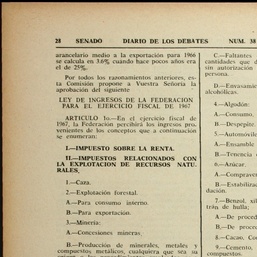 28 SENADO DIARIO DE LOS DEBATES NUM. 38
arancelario medio a la exportación para 1966
se calcula en 3.6% cuando hace pocos años era
el de 25%.
Por todos los razonamientos anteriores, es-
ta Comisión propone a Vuestra Señoría la
aprobación del siguiente
LEY DE INGRESOS DE LA FEDERACION
PARA EL EJERCICIO FISCAL DE 1967
ARTICULO 1o.—En el ejercicio fiscal de
1967, la Federación percibirá los ingresos pro-
venientes de los conceptos que a continuación
se enumeran:
I.—IMPUESTO SOBRE LA RENTA.
II.—IMPUESTOS RELACIONADOS CON
LA EXPLOTACION DE RECURSOS NATU-
RALES.
1.—Caza.
2.—Explotación forestal.
A—Para consumo interno.
B—Para exportación.
3.—Minería:
A—Concesiones mineras.
B.—Producción de minerales, metales y
compuestos metálicos, cualquiera que sea su
C.—Faltantes
cantidades que d
sin autorización
persona.
D.—Envasamien
alcohólicas.
4.—Algodón:
A—Consumo.
B.—Despepite.
5.—Automóviles
A—Ensamble
B—Tenencia
6.—Azúcar.
A—Compraven
B—Estabilizac
dación.
7.—Benzol, xil
trás de hulla:
A—De proced
B.—De proced
8.—Cacao. Co
9.—Cemento.
compuestos.